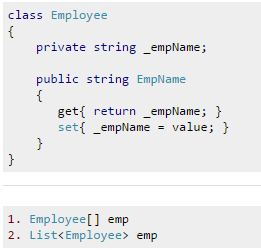 class Employee
{
    private string _empName;

    public string EmpName
    {
       get{ return _empName; }
       set{ _empName = value; }
    }
}
1. Employee[] emp
2. List<Employee> emp